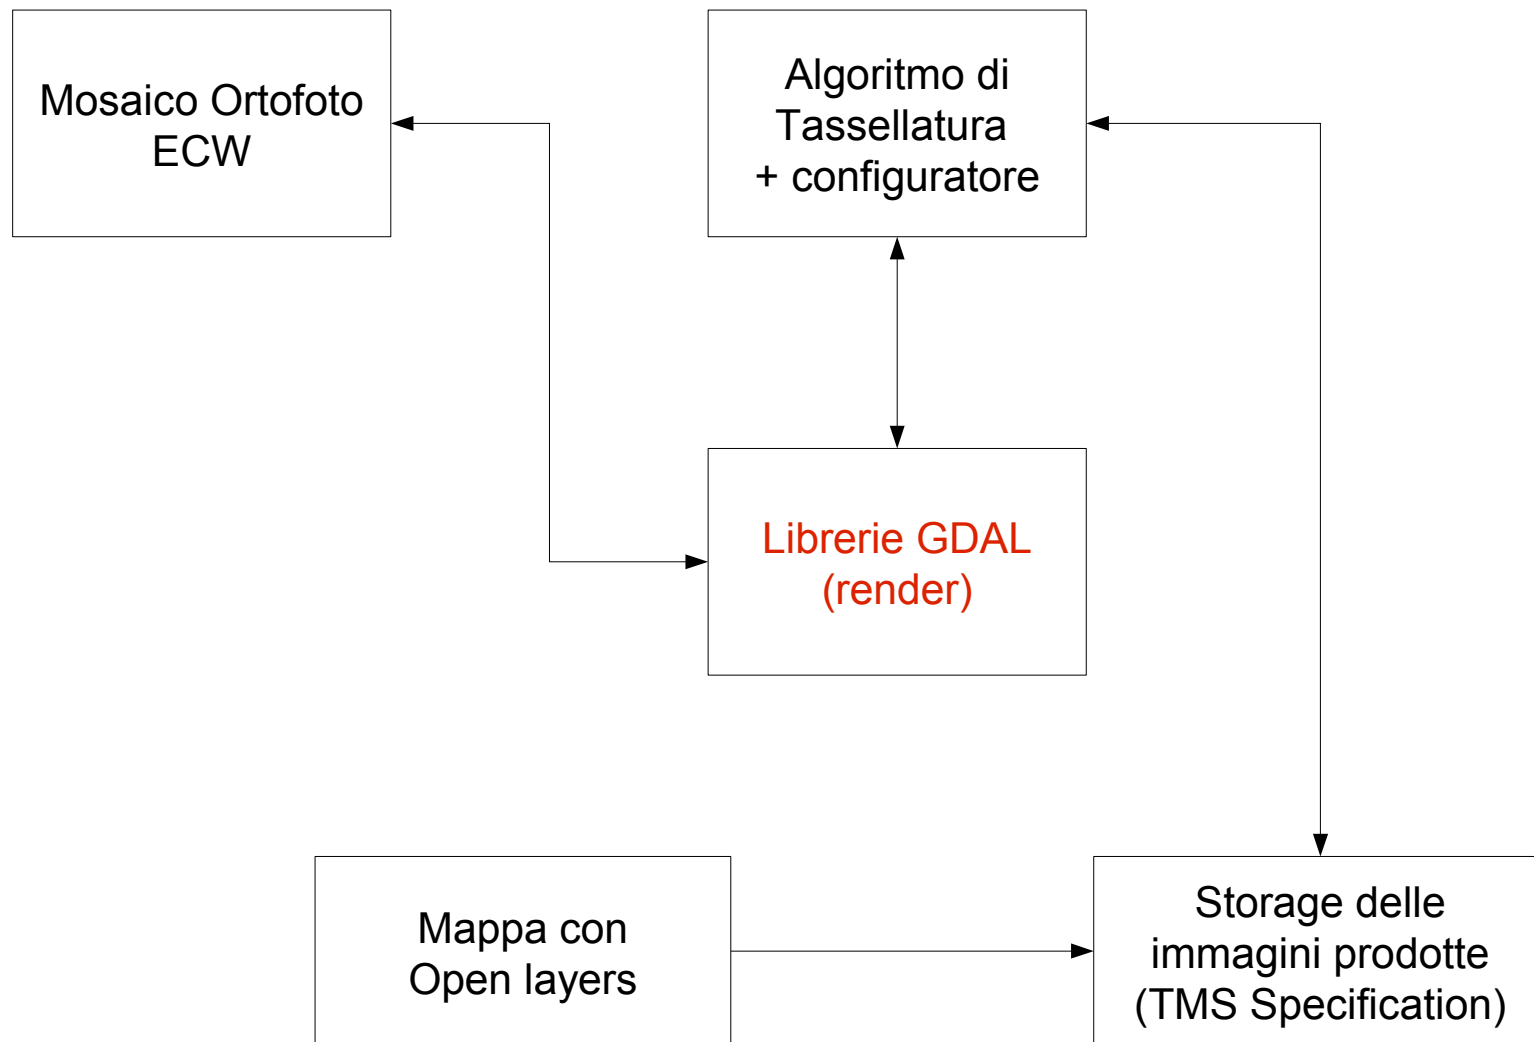 Mosaico Ortofoto
ECW
Algoritmo di
Tassellatura
+ configuratore
Librerie GDAL
(render)
Mappa con
Open layers
Storage delle
immagini prodotte
(TMS Specification)